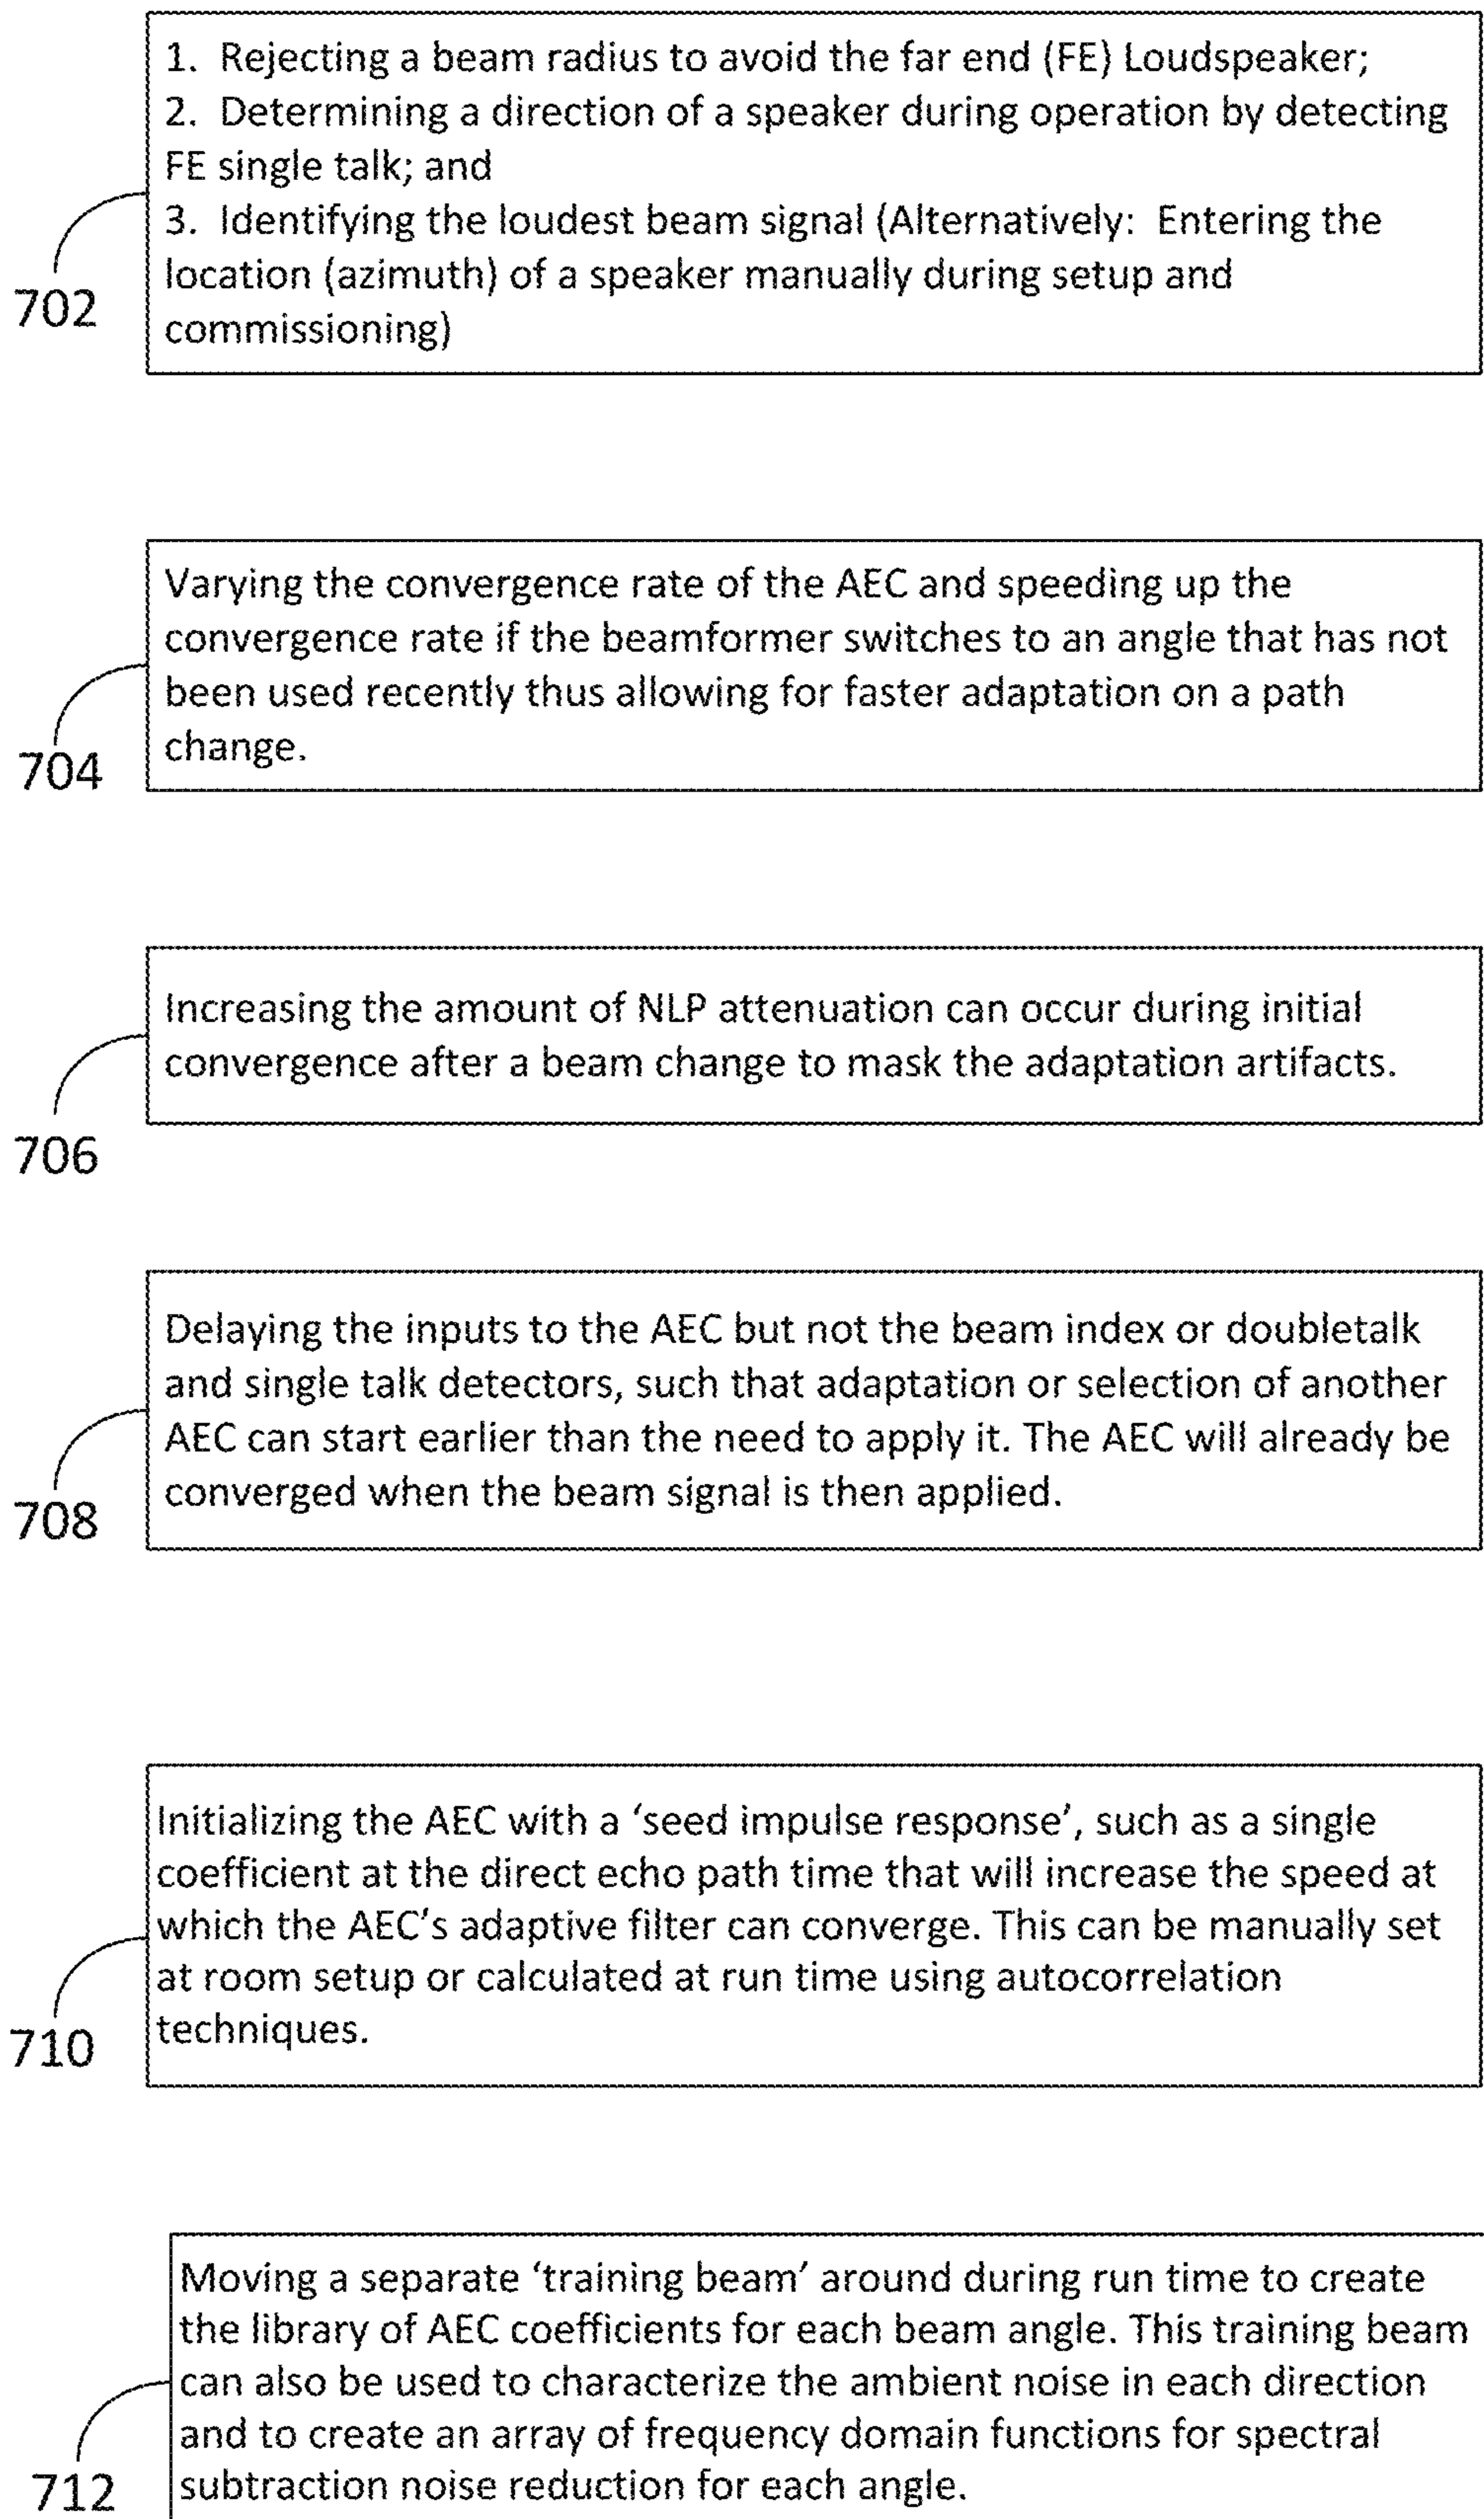 1. Rejecting a beam radius to avoid the far end (FE) Loudspeaker;
2. Determining a direction of a speaker during operation by detecting
FE single talk; and
3. Identifying the loudest beam signal (Alternatively: Entering the
location (azimuth) of a speaker manually during setup and
commissioning)
702
Varying the convergence rate of the AEC and speeding up the
convergence rate if the beamformer switches to an angle that has not
been used recently thus allowing for faster adaptation on a path
change.
704
Increasing the amount of NLP attenuation can occur during initial
convergence after a beam change to mask the adaptation artifacts.
706
Delaying the inputs to the AEC but not the beam index or doubletalk
and single talk detectors, such that adaptation or selection of another
AEC can start earlier than the need to apply it. The AEC will already be
converged when the beam signal is then applied.
708
Initializing the AEC with a ‘seed impulse response’, such as a single
coefficient at the direct echo path time that will increase the speed at
which the AEC’s adaptive filter can converge. This can be manually set
at room setup or calculated at run time using autocorrelation
techniques.
710
Moving a separate ‘training beam’ around during run time to create
the library of AEC coefficients for each beam angle. This training beam
can also be used to characterize the ambient noise in each direction
and to create an array of frequency domain functions for spectral
subtraction noise reduction for each angle.
712